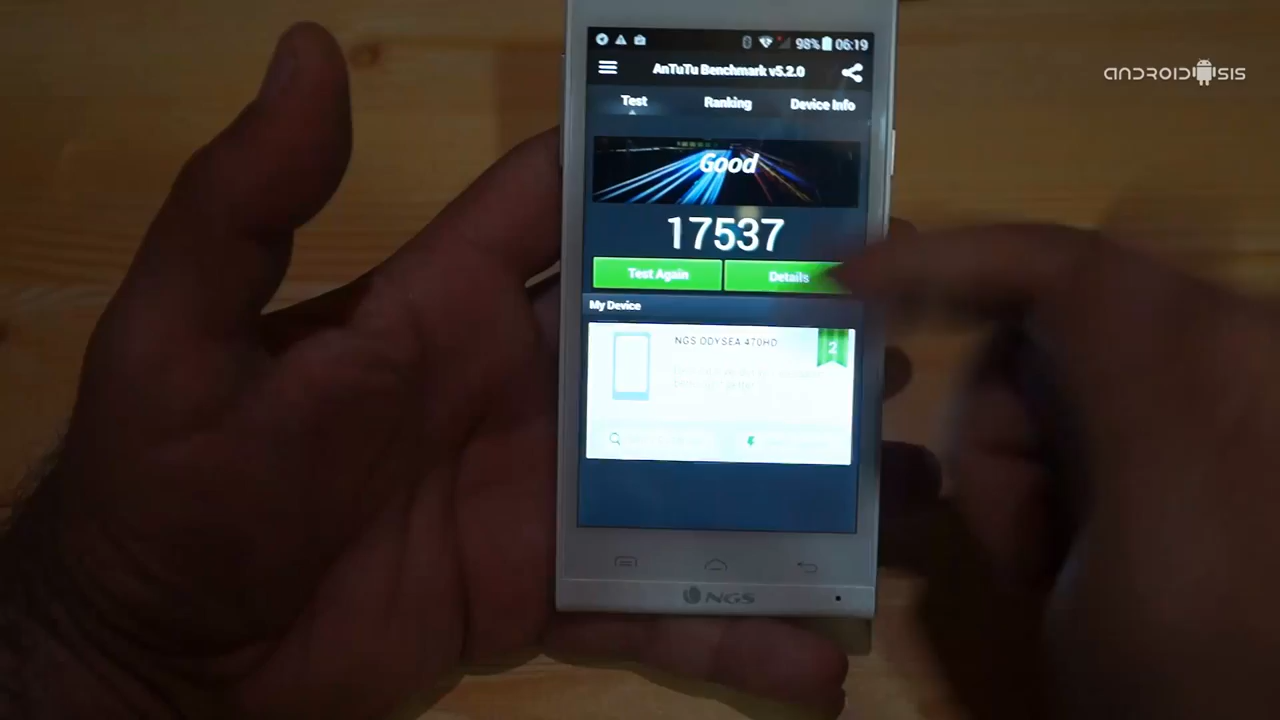 98% 06:19
AnTuTu Benchmark v5.2.0
ANDROIDSIS
Test Ranking Device Info
Good
17537
Test Again Details
My Device
NGS ODYSEA 470HD
2
NGS